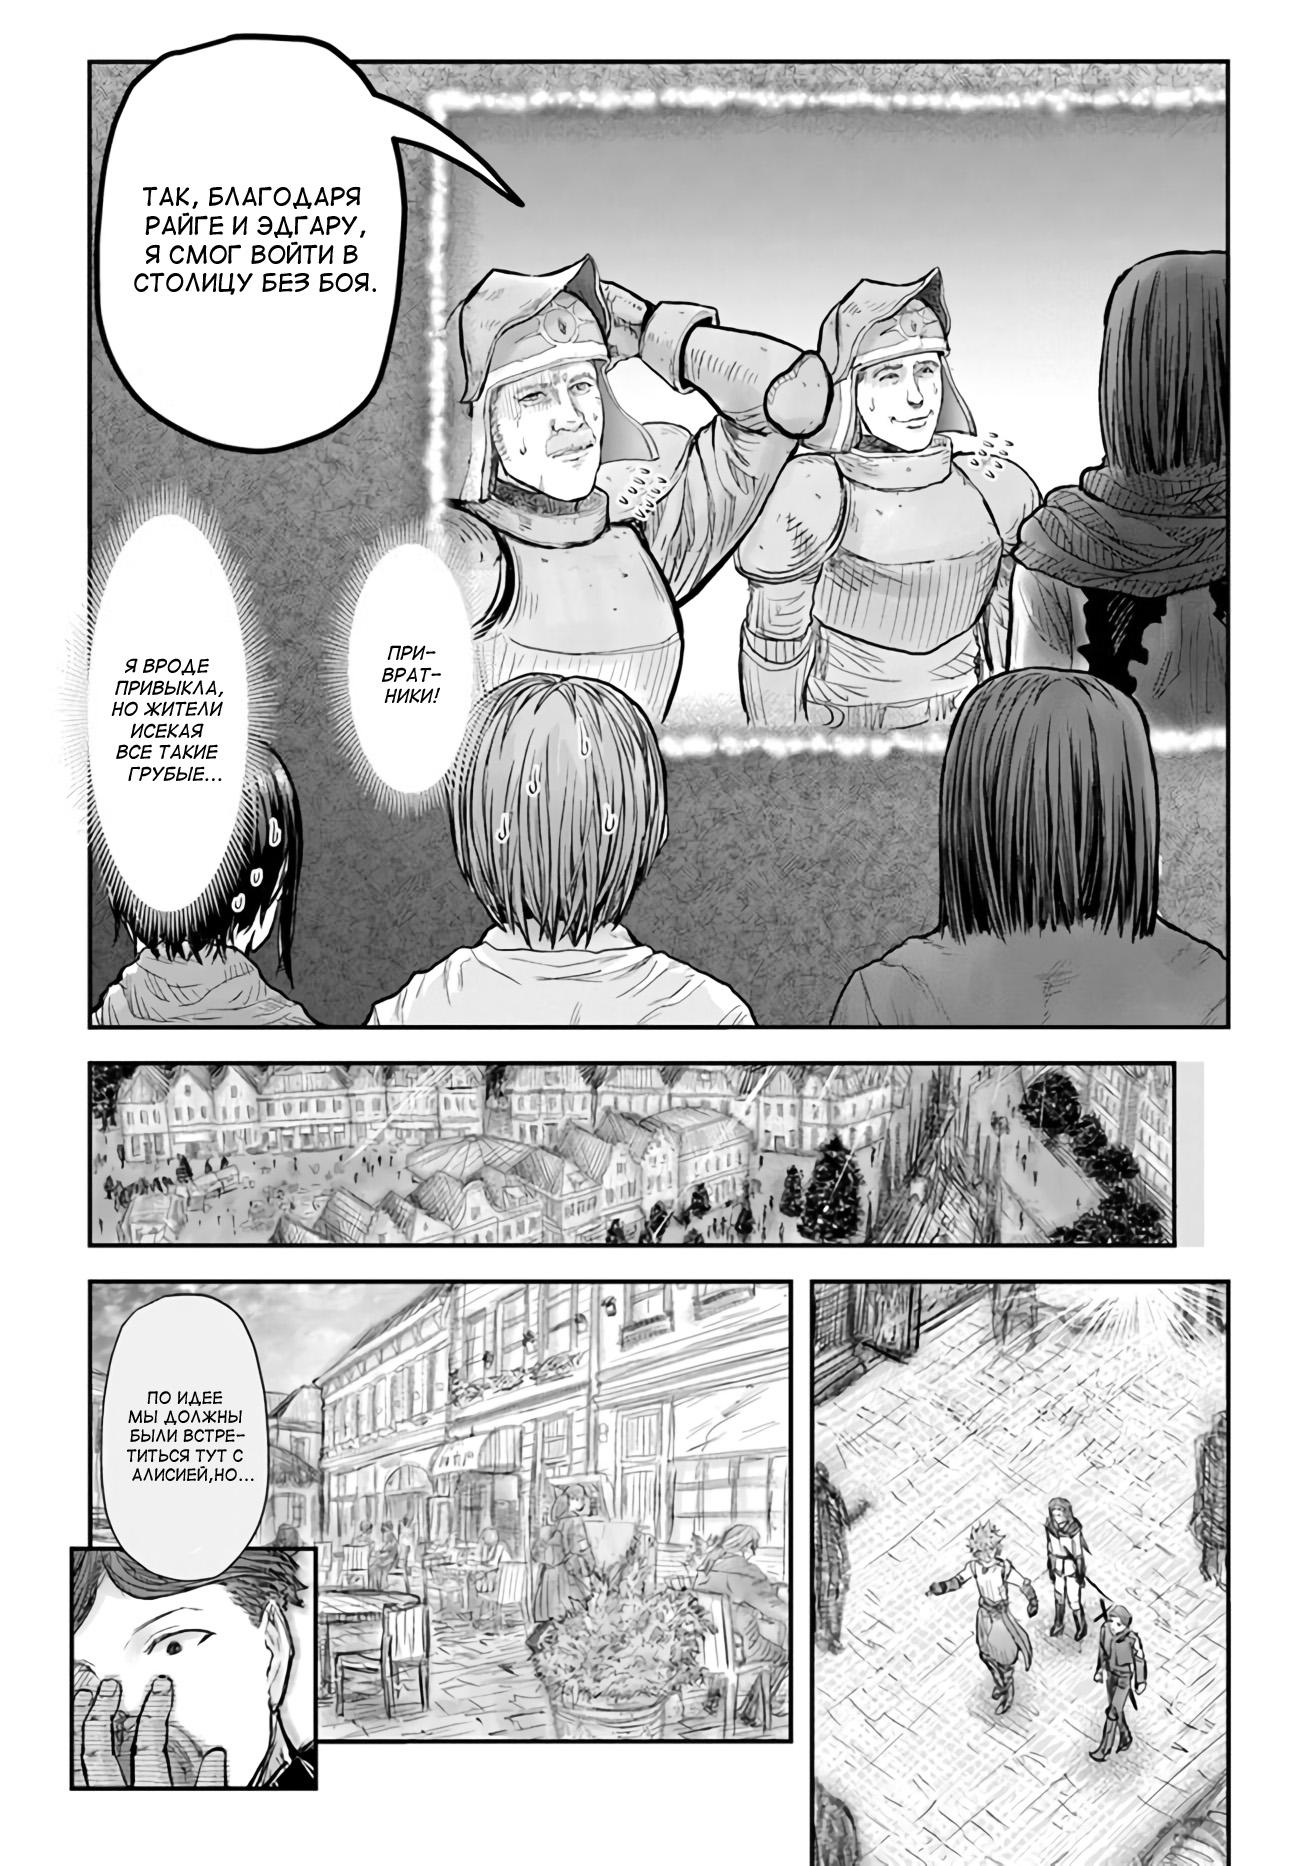 ТАК, БЛАГОДАРЯ
РАЙГЕ И ЭДГАРУ,
Я СМОГ ВОЙТИ В
СТОЛИЦУ БЕЗ БОЯ.
ПРИ-
ВРАТ-
НИКИ!
Я ВРОДЕ
ПРИВЫКЛА,
НО ЖИТЕЛИ
ИСЕКАЯ
ВСЕ ТАКИЕ
ГРУБЫЕ...
ПО ИДЕЕ
МЫ ДОЛЖНЫ
БЫЛИ ВСТРЕ-
ТИТЬСЯ ТУТ С
АЛИСИЕЙ,НО...